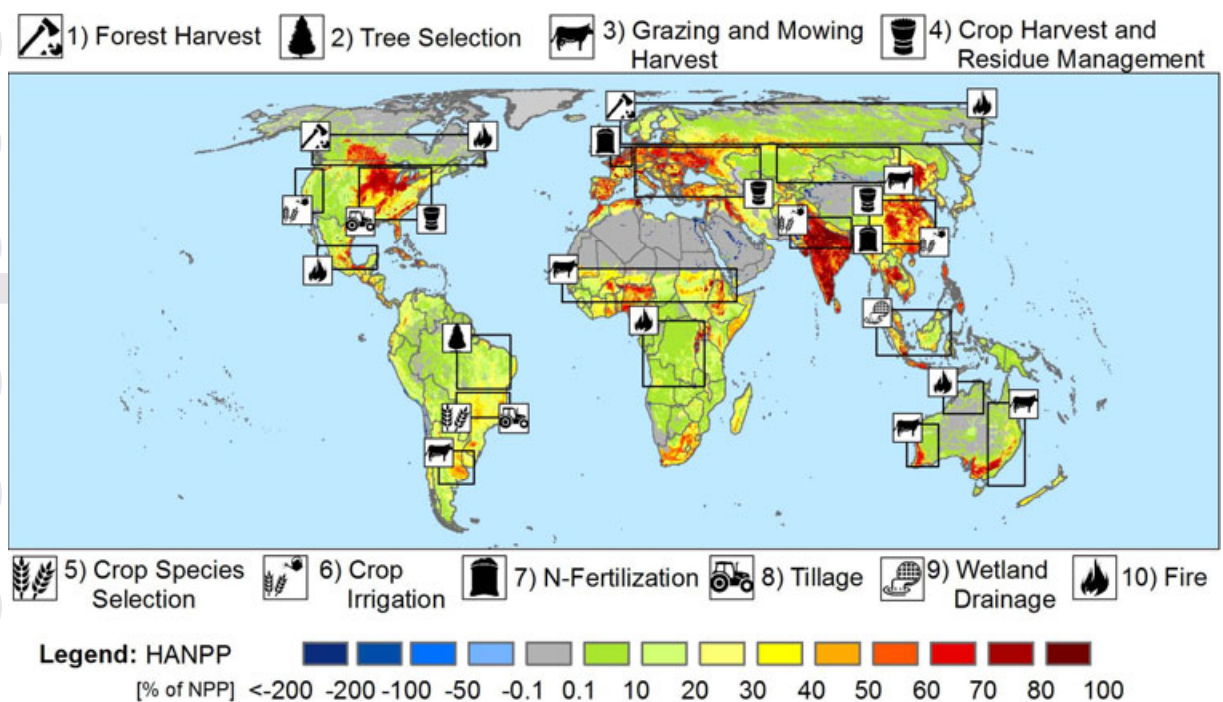 1) Forest Harvest
2) Tree Selection
3) Grazing and Mowing
Harvest
4) Crop Harvest and
Residue Management
5) Crop Species
Selection
6) Crop
Irrigation
7) N-Fertilization
8) Tillage
9) Wetland
Drainage
10) Fire
Legend: HANPP
[% of NPP] <-200 -200 -100 -50 -0.1 0.1 10 20 30 40 50 60 70 80 100